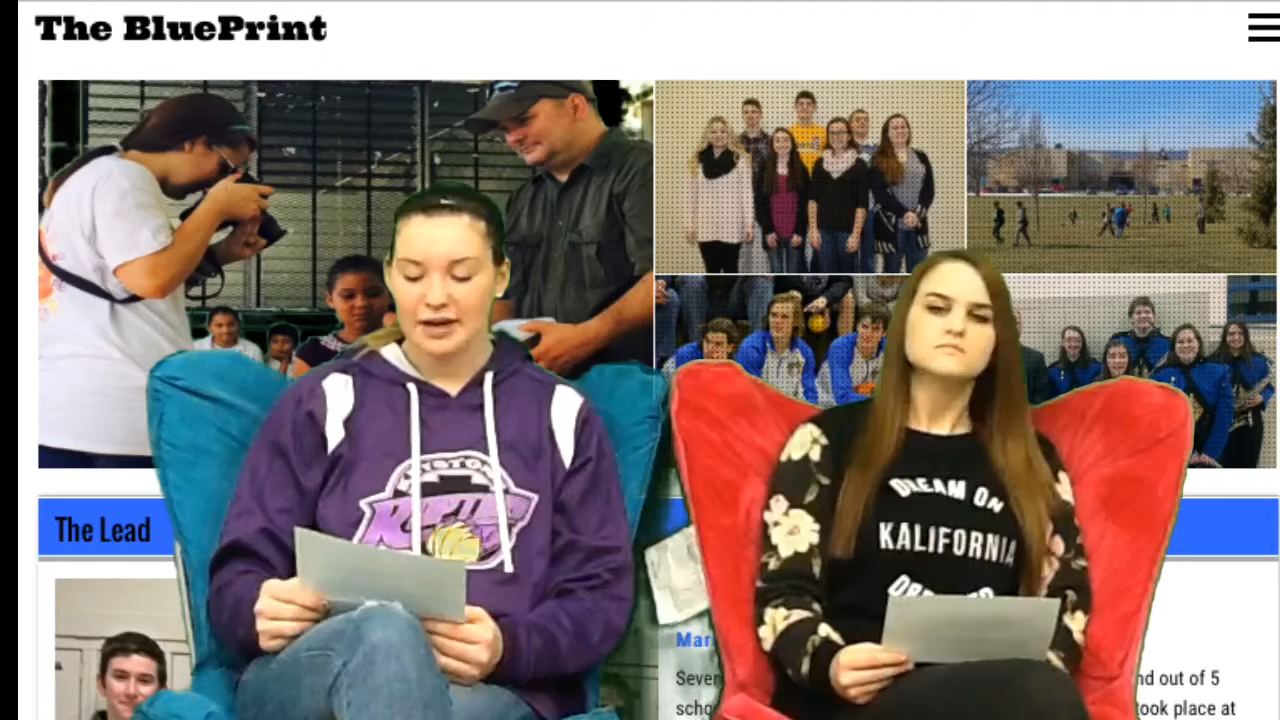 The BluePrint
The Lead
DREAM ON
KALIFORNIA
Mar
Seven
nd out of 5
scho
took place at